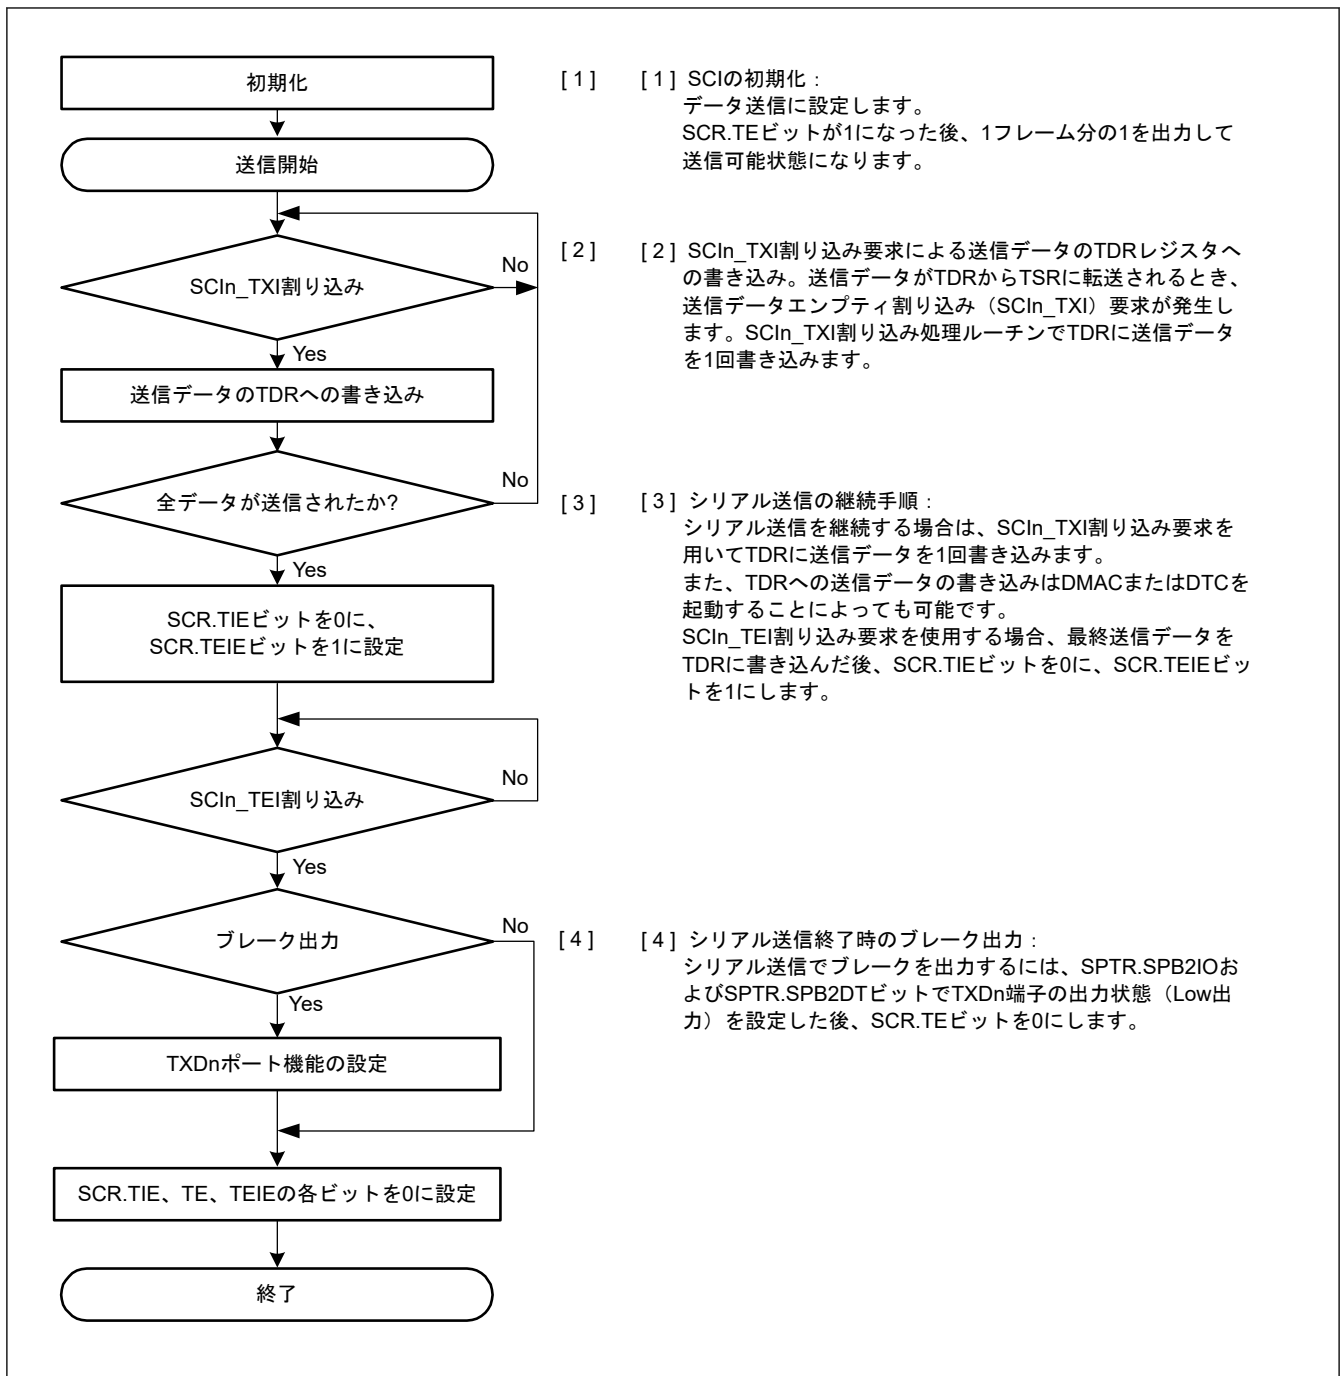 初期化
[ 1 ]
[ 1 ] SCIの初期化：
データ送信に設定します。
SCR.TEビットが1になった後、1フレーム分の1を出力して
送信可能状態になります。
送信開始
SCIn_TXI割り込み
No
Yes
[ 2 ]
[ 2 ] SCIn_TXI割り込み要求による送信データのTDRレジスタへ
の書き込み。送信データがTDRからTSRに転送されるとき、
送信データエンプティ割り込み（SCIn_TXI）要求が発生し
ます。SCIn_TXI割り込み処理ルーチンでTDRに送信データ
を1回書き込みます。
送信データのTDRへの書き込み
全データが送信されたか?
No
Yes
[ 3 ]
[ 3 ] シリアル送信の継続手順：
シリアル送信を継続する場合は、SCIn_TXI割り込み要求を
用いてTDRに送信データを1回書き込みます。
また、TDRへの送信データの書き込みはDMACまたはDTCを
起動することによっても可能です。
SCIn_TEI割り込み要求を使用する場合、最終送信データを
TDRに書き込んだ後、SCR.TIEビットを0に、SCR.TEIEビッ
トを1にします。
SCR.TIEビットを0に、
SCR.TEIEビットを1に設定
SCIn_TEI割り込み
No
Yes
ブレーク出力
No
Yes
[ 4 ]
[ 4 ] シリアル送信終了時のブレーク出力：
シリアル送信でブレークを出力するには、SPTR.SPB2IOお
よびSPTR.SPB2DTビットでTXDn端子の出力状態（Low出
力）を設定した後、SCR.TEビットを0にします。
TXDnポート機能の設定
SCR.TIE、TE、TEIEの各ビットを0に設定
終了